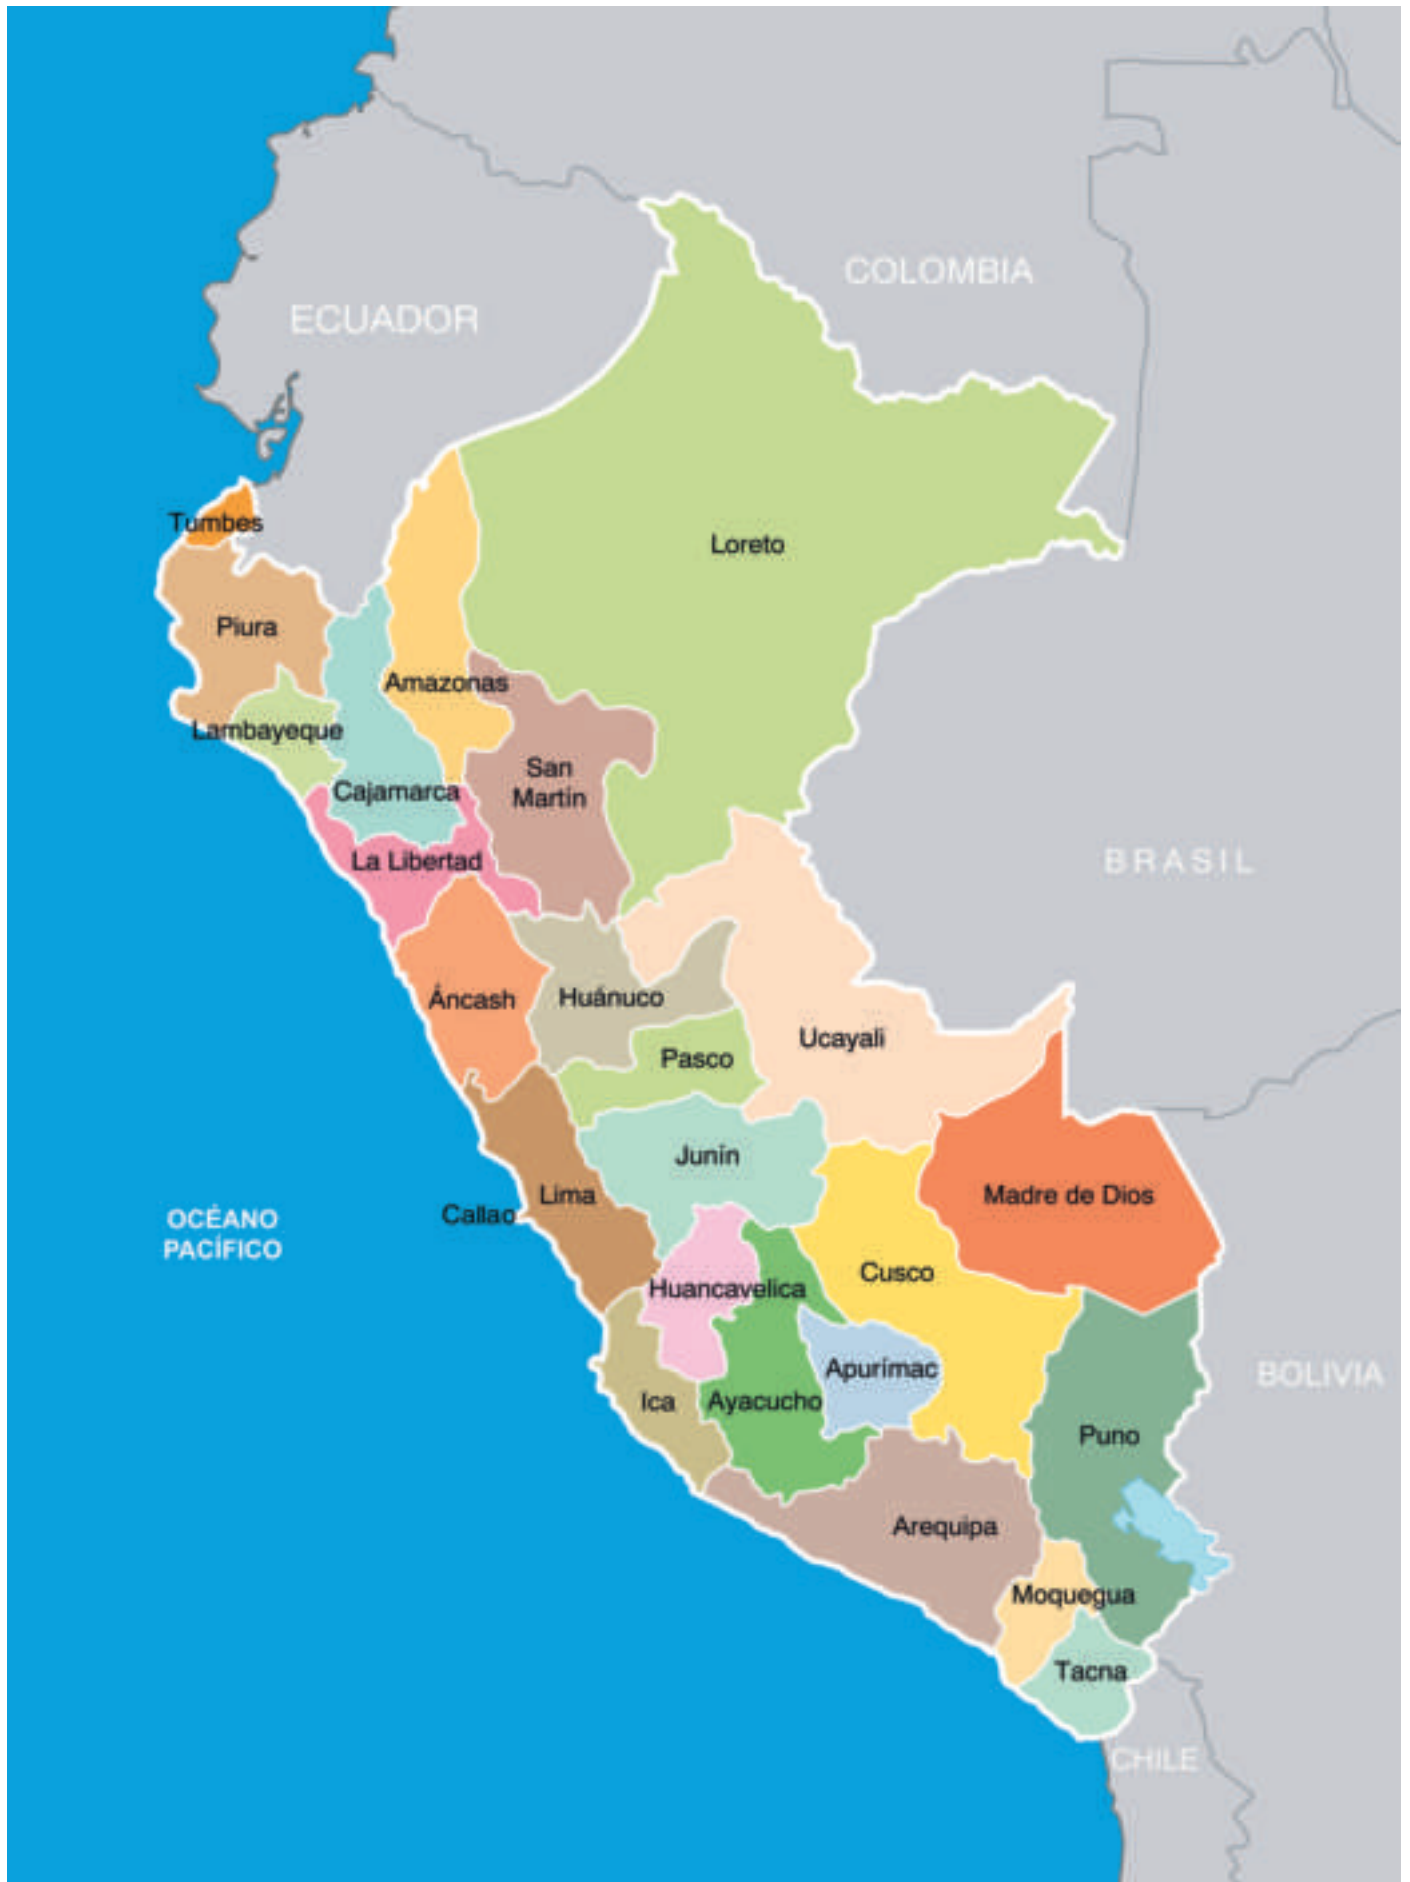 COLOMBIA
ECUADOR
Tumbes
Loreto
Piura
Amazonas
Lambayeque
San
Martín
Cajamarca
La Libertad
BRASIL
Áncash
Huánuco
Ucayali
Pasco
Junín
Lima
Madre de Dios
Callao
OCÉANO
PACÍFICO
Cusco
Huancavelica
Apurímac
BOLIVIA
Ica
Ayacucho
Puno
Arequipa
Moquegua
Tacna
CHILE